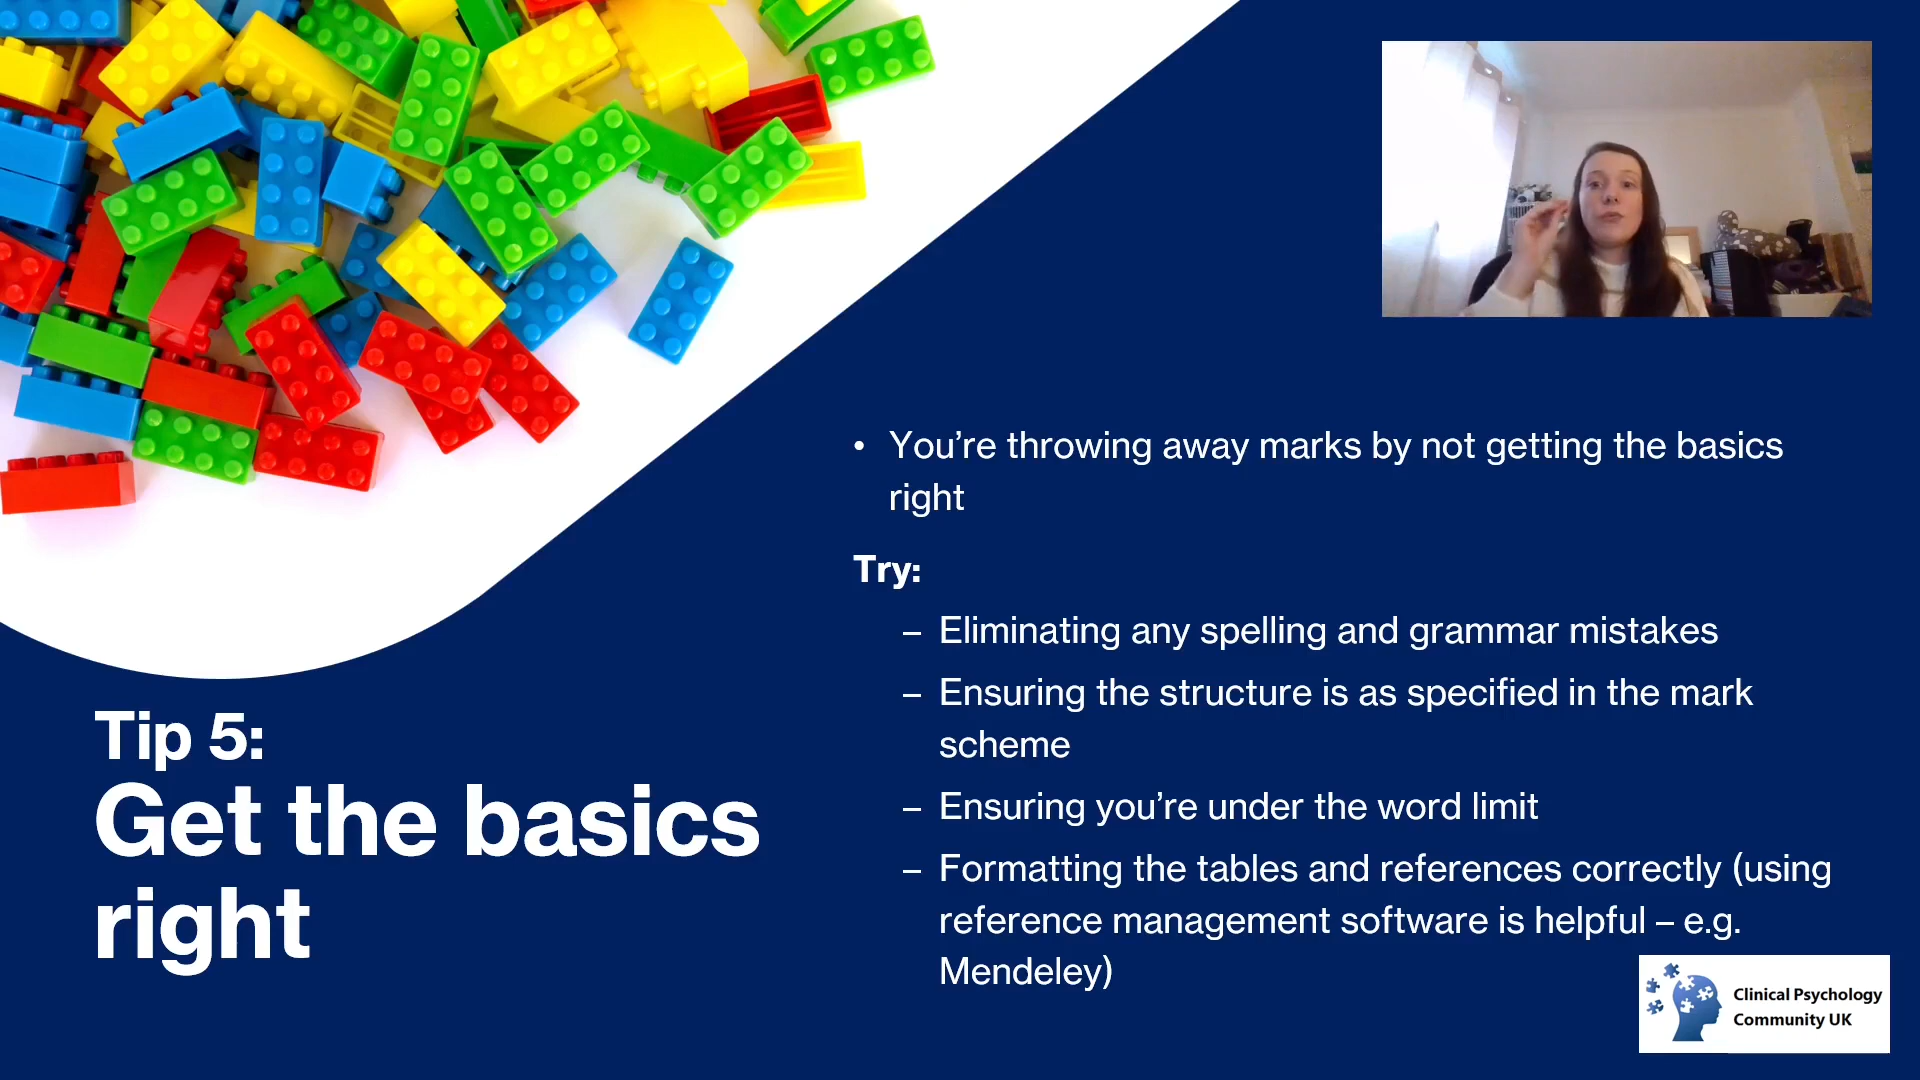 Tip 5:
Get the basics
right
• You’re throwing away marks by not getting the basics
right
Try:
– Eliminating any spelling and grammar mistakes
– Ensuring the structure is as specified in the mark
scheme
– Ensuring you’re under the word limit
– Formatting the tables and references correctly (using
reference management software is helpful – e.g.
Mendeley)
Clinical Psychology
Community UK